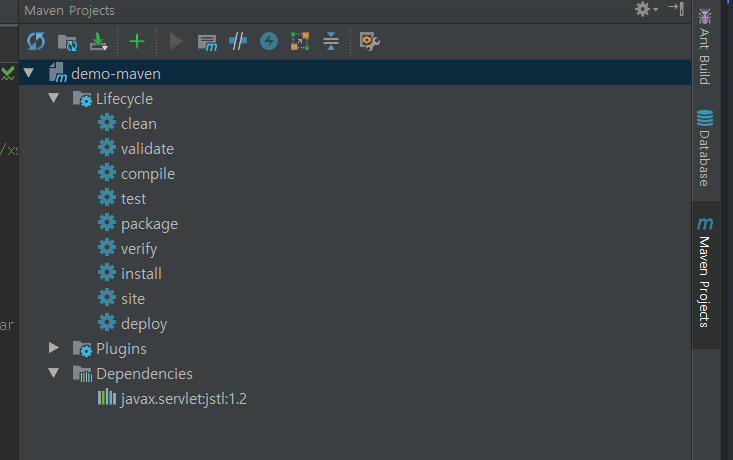 Maven Projects
demo-maven
Lifecycle
clean
validate
compile
test
package
verify
install
site
deploy
Plugins
Dependencies
javax.servlet:jstl:1.2
/xs
ar
Ant Build
Database
m
Maven Projects